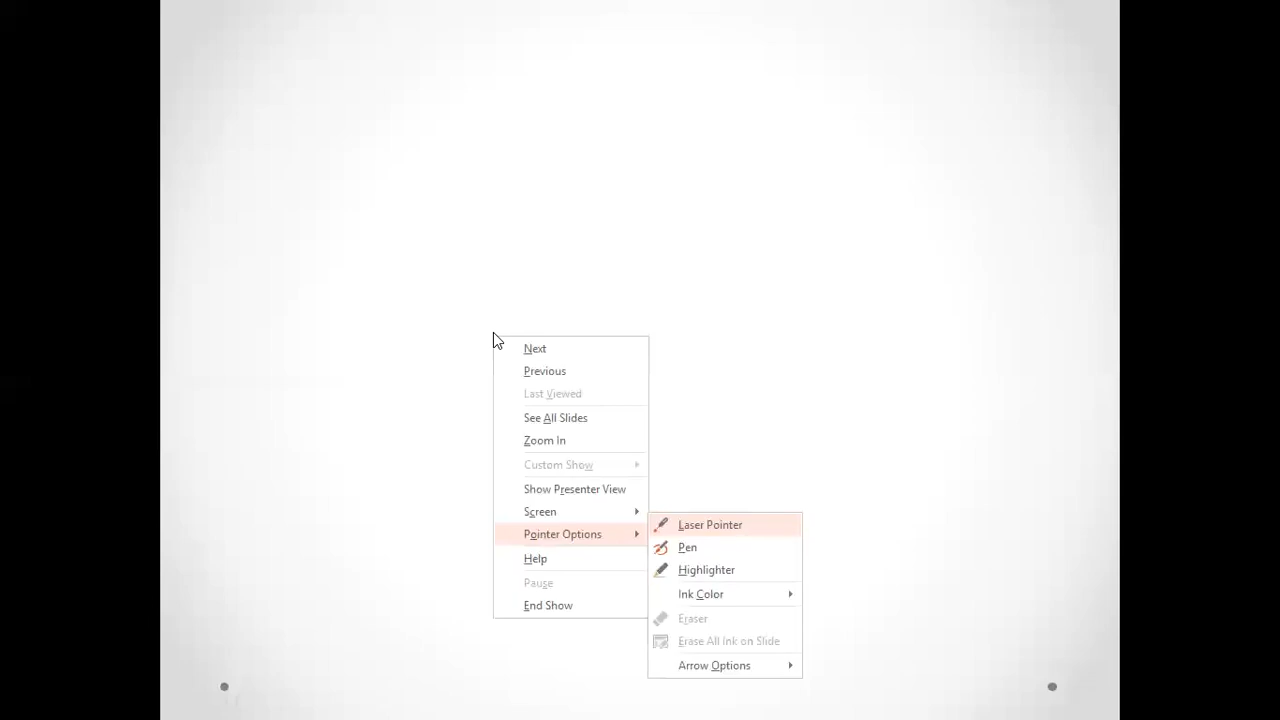 Next
Previous
Last Viewed
See All Slides
Zoom In
Custom Show
Show Presenter View
Screen
Pointer Options
Help
Pause
End Show
Laser Pointer
Pen
Highlighter
Ink Color
Eraser
Erase All Ink on Slide
Arrow Options